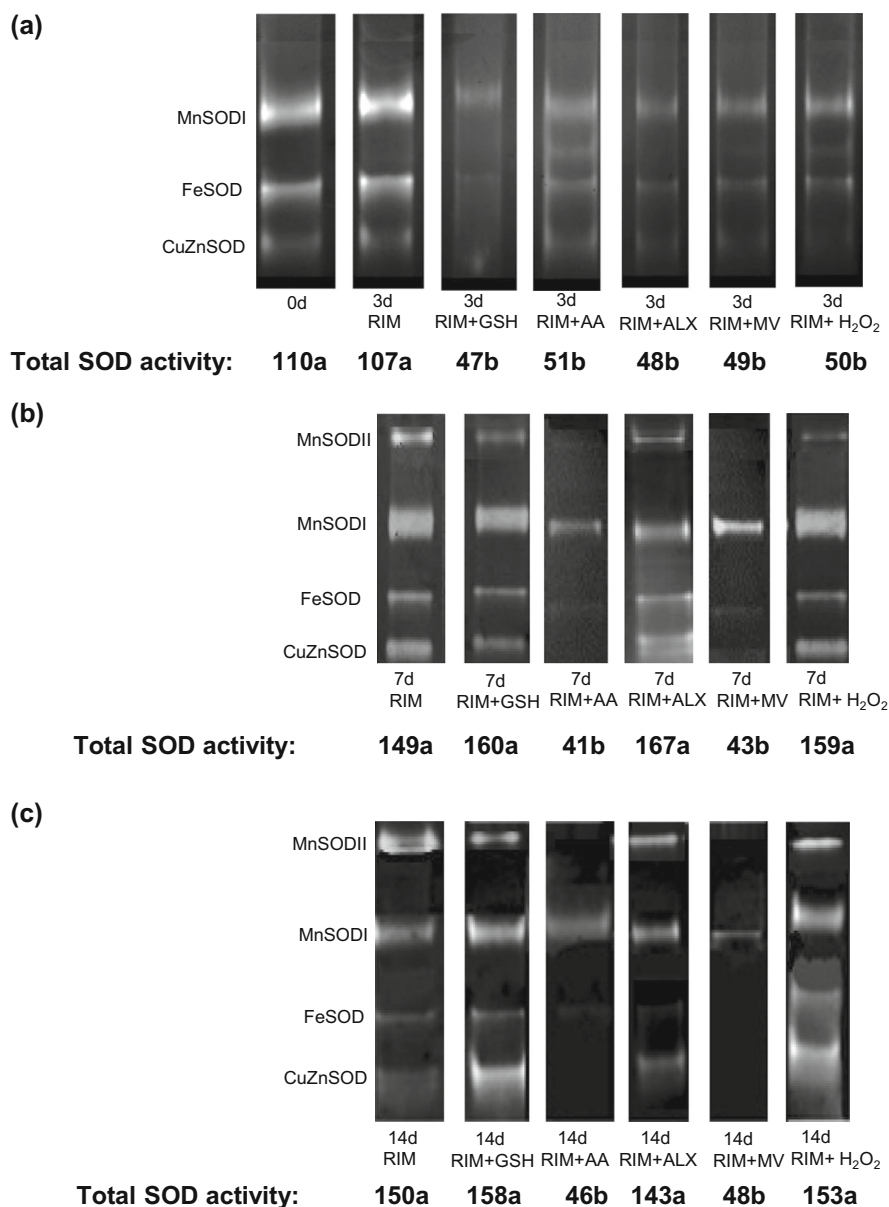 (a)
MnSODI
FeSOD
CuZnSOD
0d 3d 3d 3d 3d 3d 3d
RIM RIM+GSH RIM+AA RIM+ALX RIM+MV RIM+ H₂O₂
Total SOD activity: 110a 107a 47b 51b 48b 49b 50b
(b)
MnSODII
MnSODI
FeSOD
CuZnSOD
7d 7d 7d 7d 7d 7d
RIM RIM+GSH RIM+AA RIM+ALX RIM+MV RIM+ H₂O₂
Total SOD activity: 149a 160a 41b 167a 43b 159a
(c)
MnSODII
MnSODI
FeSOD
CuZnSOD
14d 14d 14d 14d 14d 14d
RIM RIM+GSH RIM+AA RIM+ALX RIM+MV RIM+ H₂O₂
Total SOD activity: 150a 158a 46b 143a 48b 153a